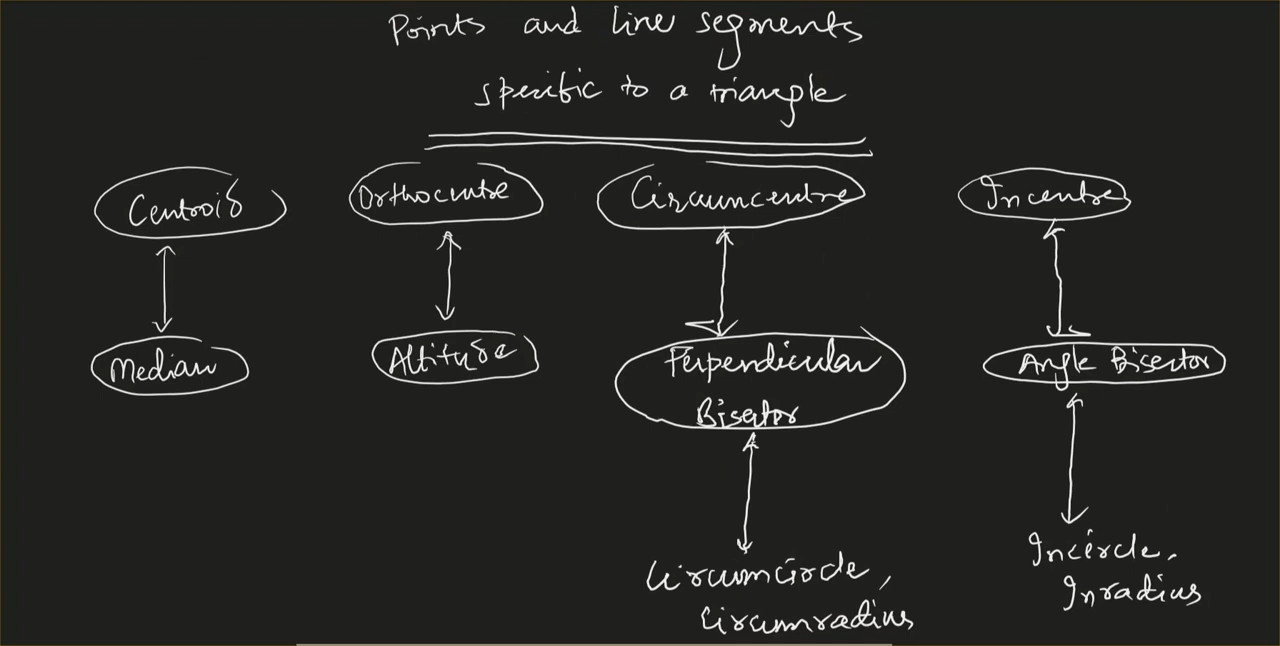 Points and line segments
specific to a triangle
Centroid
Orthocentre
Circumcentre
Incentre
Median
Altitude
Perpendicular
Bisector
Angle Bisector
Circumcircle,
Circumradius
Incircle,
Inradius